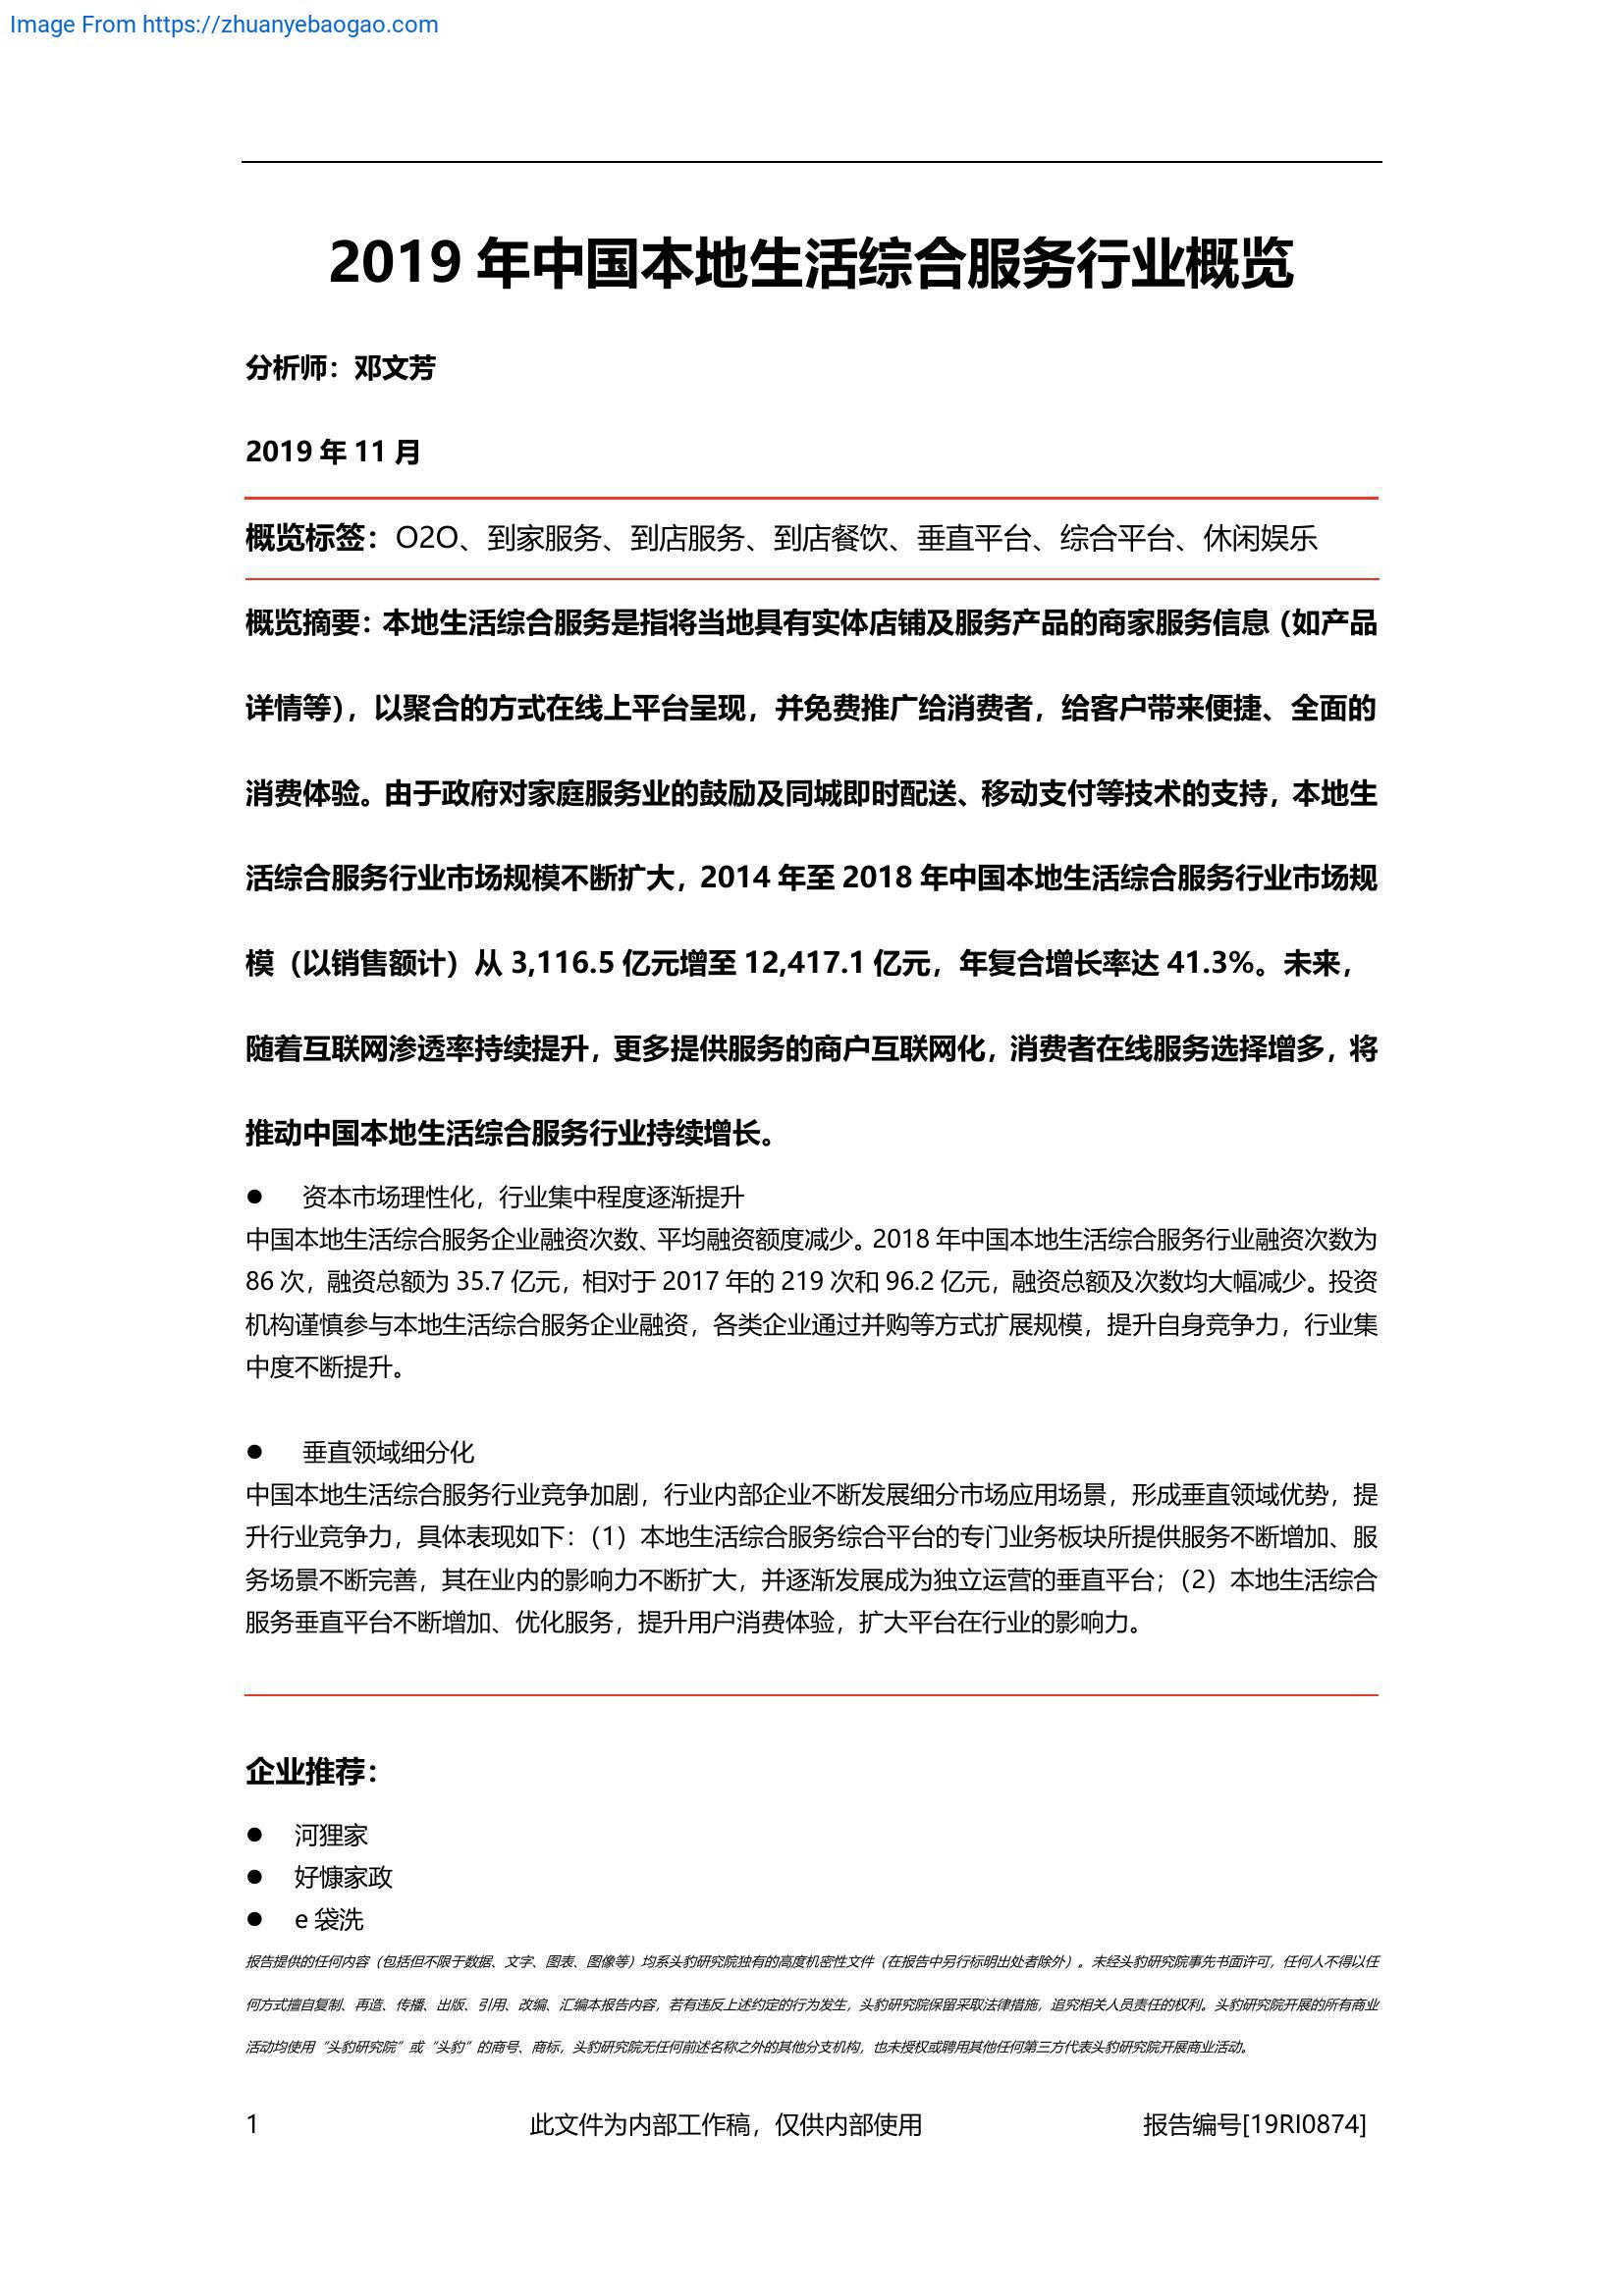 Image From https://zhuanyebaogao.com
2019 年中国本地生活综合服务行业概览
分析师：邓文芳
2019 年 11 月
概览标签：O2O、到家服务、到店服务、到店餐饮、垂直平台、综合平台、休闲娱乐
概览摘要：本地生活综合服务是指将当地具有实体店铺及服务产品的商家服务信息（如产品
详情等），以聚合的方式在线上平台呈现，并免费推广给消费者，给客户带来便捷、全面的
消费体验。由于政府对家庭服务业的鼓励及同城即时配送、移动支付等技术的支持，本地生
活综合服务行业市场规模不断扩大，2014 年至 2018 年中国本地生活综合服务行业市场规
模（以销售额计）从 3,116.5 亿元增至 12,417.1 亿元，年复合增长率达 41.3%。未来，
随着互联网渗透率持续提升，更多提供服务的商户互联网化，消费者在线服务选择增多，将
推动中国本地生活综合服务行业持续增长。
● 资本市场理性化，行业集中程度逐渐提升
中国本地生活综合服务企业融资次数、平均融资额度减少。2018 年中国本地生活综合服务行业融资次数为
86 次，融资总额为 35.7 亿元，相对于 2017 年的 219 次和 96.2 亿元，融资总额及次数均大幅减少。投资
机构谨慎参与本地生活综合服务企业融资，各类企业通过并购等方式扩展规模，提升自身竞争力，行业集
中度不断提升。
● 垂直领域细分化
中国本地生活综合服务行业竞争加剧，行业内部企业不断发展细分市场应用场景，形成垂直领域优势，提
升行业竞争力，具体表现如下：（1）本地生活综合服务综合平台的专门业务板块所提供服务不断增加、服
务场景不断完善，其在业内的影响力不断扩大，并逐渐发展成为独立运营的垂直平台；（2）本地生活综合
服务垂直平台不断增加、优化服务，提升用户消费体验，扩大平台在行业的影响力。
企业推荐：
● 河狸家
● 好慷家政
● e 袋洗
报告提供的任何内容（包括但不限于数据、文字、图表、图像等）均系头豹研究院独有的高度机密性文件（在报告中另行标明出处者除外）。未经头豹研究院事先书面许可，任何人不得以任
何方式擅自复制、再造、传播、出版、引用、改编、汇编本报告内容，若有违反上述约定的行为发生，头豹研究院保留采取法律措施，追究相关人员责任的权利。头豹研究院开展的所有商业
活动均使用“头豹研究院”或“头豹”的商号、商标，头豹研究院无任何前述名称之外的其他分支机构，也未授权或聘用其他任何第三方代表头豹研究院开展商业活动。
1 此文件为内部工作稿，仅供内部使用 报告编号[19RI0874]